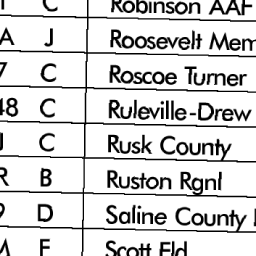 C Robinson AAF
A J Roosevelt Mem
7 C Roscoe Turner
48 C Ruleville-Drew
J C Rusk County
R B Ruston Rgnl
9 D Saline County
M F Scott Fld